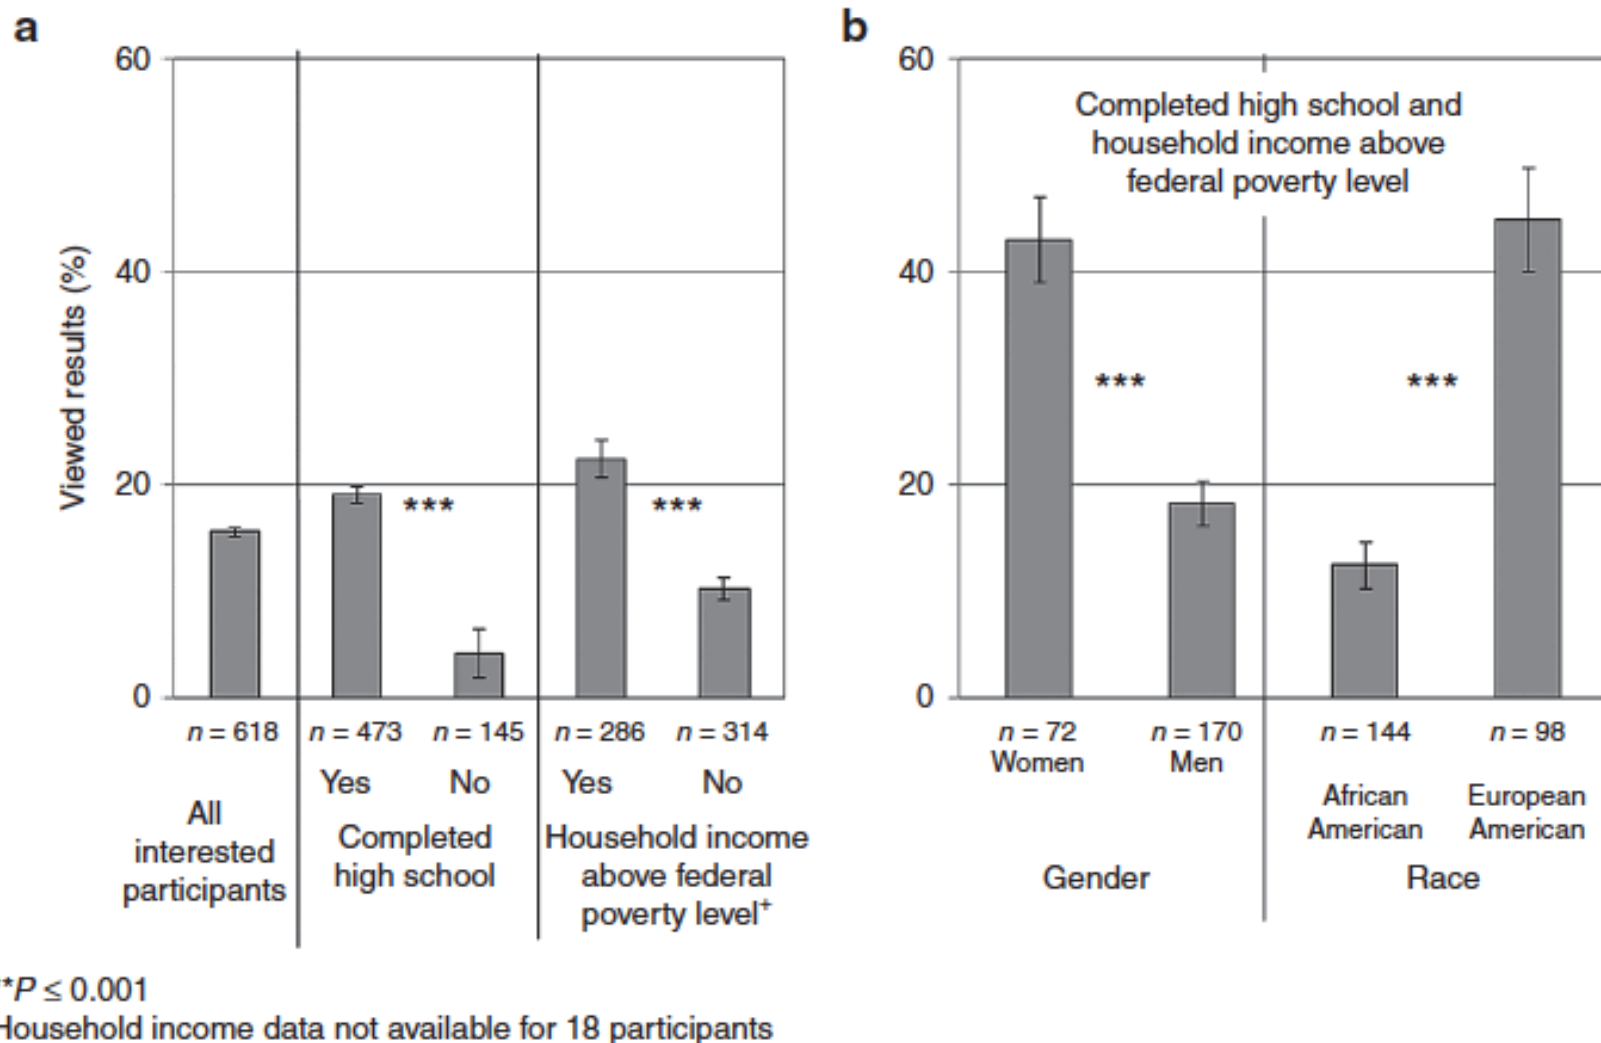 a
60
40
20
0
Viewed results (%)
***
***
n = 618
n = 473
n = 145
n = 286
n = 314
Yes
No
Yes
No
All
interested
participants
Completed
high school
Household income
above federal
poverty level+
b
60
40
20
0
Completed high school and
household income above
federal poverty level
***
***
n = 72
n = 170
n = 144
n = 98
Women
Men
African
American
European
American
Gender
Race
**P ≤ 0.001
Household income data not available for 18 participants